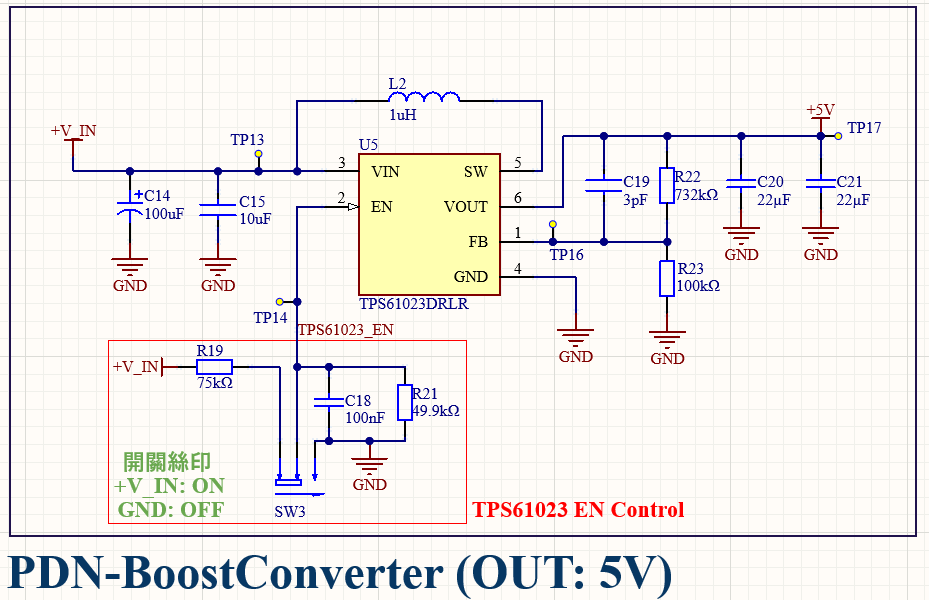 L2
1uH
+V_IN
TP13
U5
+5V
TP17
3
VIN
SW
5
C14
100uF
C15
10uF
2
EN
VOUT
6
C19
3pF
R22
732kΩ
C20
22µF
C21
22µF
FB
1
TP16
GND
4
GND
GND
GND
GND
R23
100kΩ
TPS61023DRLR
TP14
TPS61023_EN
GND
GND
+V_IN
R19
75kΩ
C18
100nF
R21
49.9kΩ
開關絲印
+V_IN: ON
GND: OFF
GND
SW3
TPS61023 EN Control
PDN-BoostConverter (OUT: 5V)